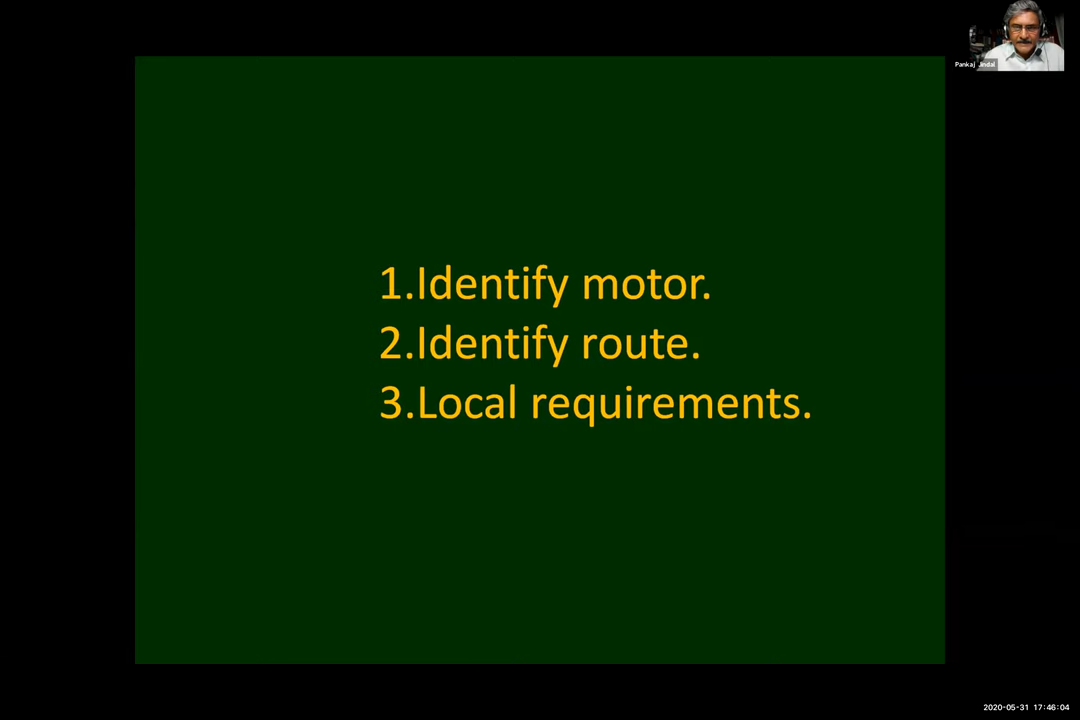 Pankaj Jindal
1.Identify motor.
2.Identify route.
3.Local requirements.
2020-05-31 17:46:04